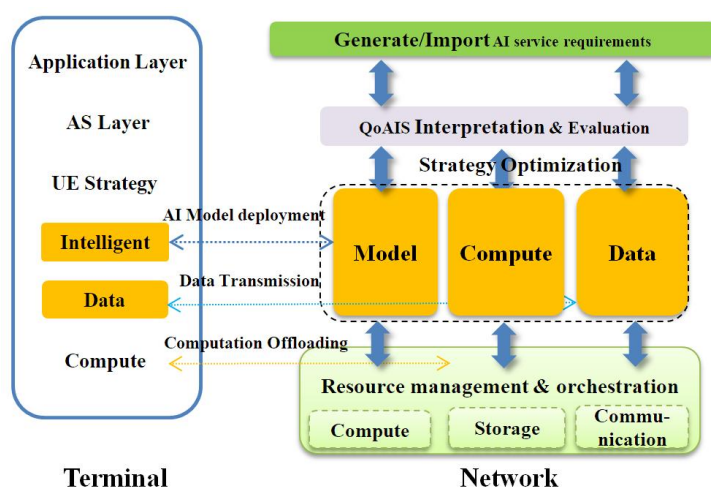 Application Layer
AS Layer
UE Strategy
Intelligent
Data
Compute
Terminal
AI Model deployment
Data Transmission
Computation Offloading
Generate/Import AI service requirements
QoAIS Interpretation & Evaluation
Strategy Optimization
Model
Compute
Data
Resource management & orchestration
Compute
Storage
Commu-
nication
Network